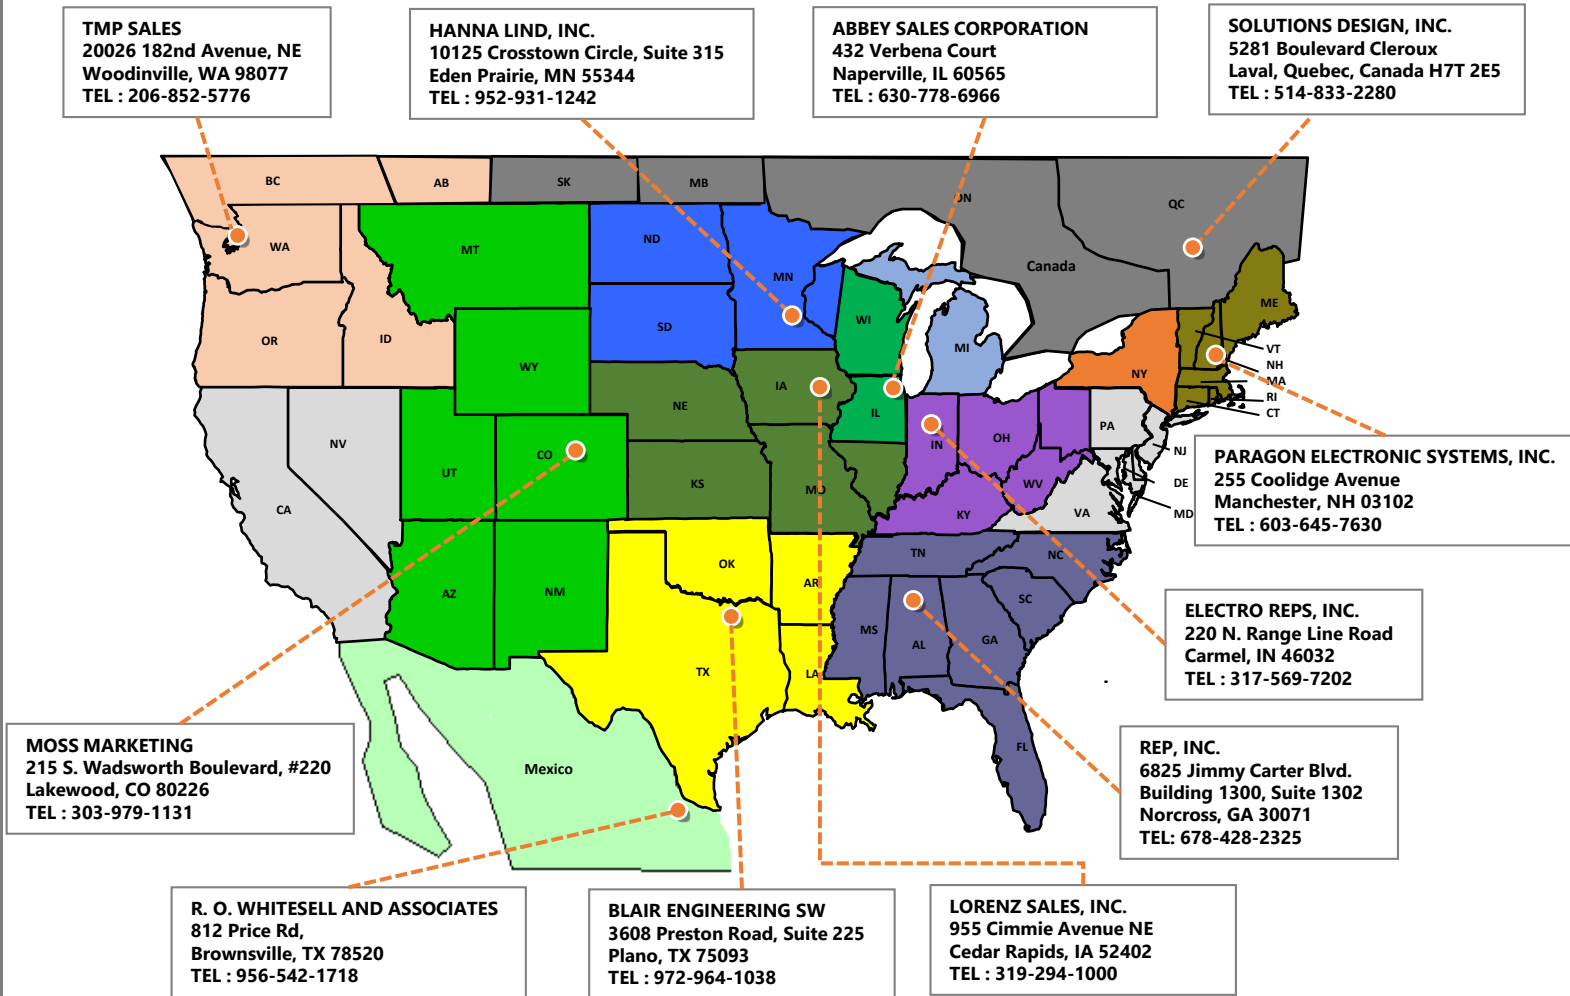 TMP SALES
20026 182nd Avenue, NE
Woodinville, WA 98077
TEL : 206-852-5776
HANNA LIND, INC.
10125 Crosstown Circle, Suite 315
Eden Prairie, MN 55344
TEL : 952-931-1242
ABBEY SALES CORPORATION
432 Verbena Court
Naperville, IL 60565
TEL : 630-778-6966
SOLUTIONS DESIGN, INC.
5281 Boulevard Cleroux
Laval, Quebec, Canada H7T 2E5
TEL : 514-833-2280
BC
AB
SK
MB
ON
QC
WA
MT
ND
MN
Canada
OR
ID
WY
SD
WI
MI
ME
VT
NH
MA
RI
CT
NY
NV
UT
CO
NE
IA
IL
IN
OH
PA
NJ
DE
MD
CA
KS
MO
KY
WV
VA
AZ
NM
OK
AR
TN
NC
SC
MS
AL
GA
TX
LA
FL
Mexico
PARAGON ELECTRONIC SYSTEMS, INC.
255 Coolidge Avenue
Manchester, NH 03102
TEL : 603-645-7630
ELECTRO REPS, INC.
220 N. Range Line Road
Carmel, IN 46032
TEL : 317-569-7202
MOSS MARKETING
215 S. Wadsworth Boulevard, #220
Lakewood, CO 80226
TEL : 303-979-1131
REP, INC.
6825 Jimmy Carter Blvd.
Building 1300, Suite 1302
Norcross, GA 30071
TEL: 678-428-2325
R. O. WHITESELL AND ASSOCIATES
812 Price Rd,
Brownsville, TX 78520
TEL : 956-542-1718
BLAIR ENGINEERING SW
3608 Preston Road, Suite 225
Plano, TX 75093
TEL : 972-964-1038
LORENZ SALES, INC.
955 Cimmie Avenue NE
Cedar Rapids, IA 52402
TEL : 319-294-1000